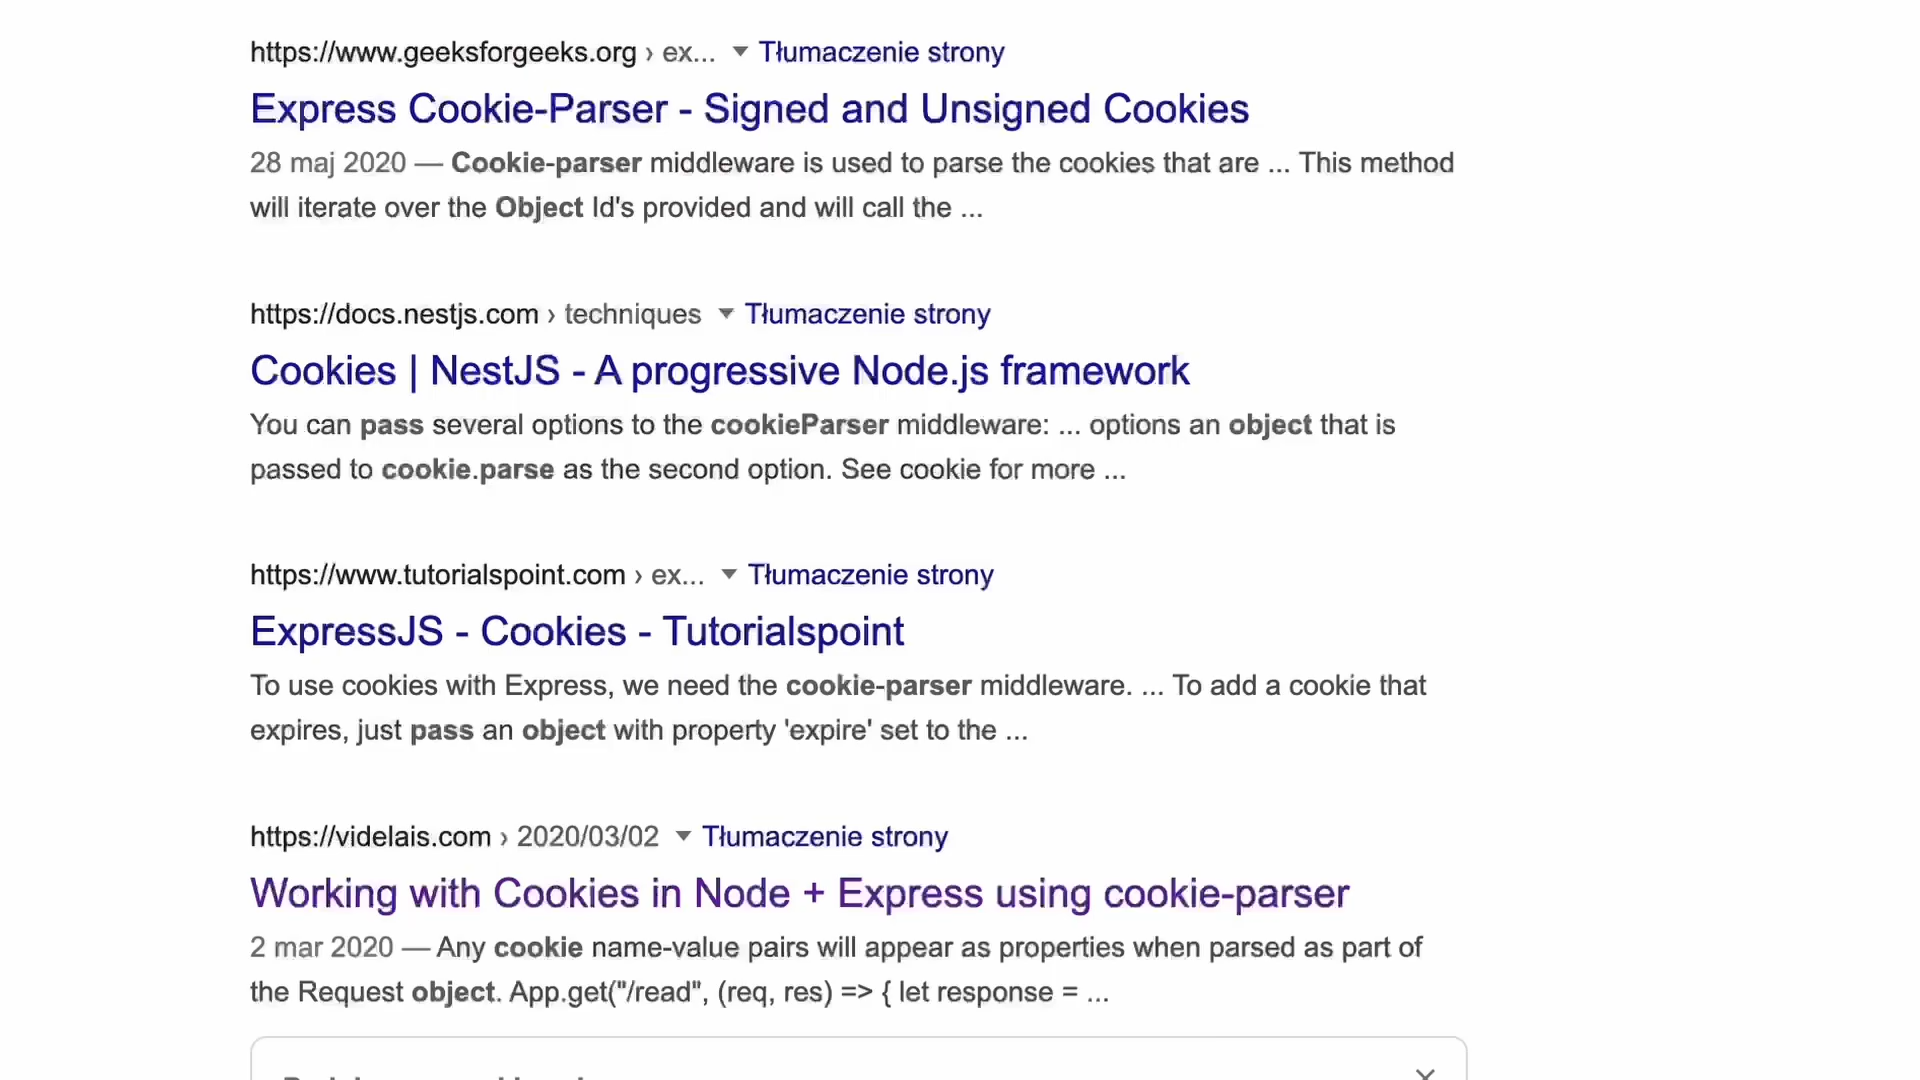 https://www.geeksforgeeks.org › ex... ▼ Tłumaczenie strony
Express Cookie-Parser - Signed and Unsigned Cookies
28 maj 2020 — Cookie-parser middleware is used to parse the cookies that are ... This method
will iterate over the Object Id's provided and will call the ...
https://docs.nestjs.com › techniques ▼ Tłumaczenie strony
Cookies | NestJS - A progressive Node.js framework
You can pass several options to the cookieParser middleware: ... options an object that is
passed to cookie.parse as the second option. See cookie for more ...
https://www.tutorialspoint.com › ex... ▼ Tłumaczenie strony
ExpressJS - Cookies - Tutorialspoint
To use cookies with Express, we need the cookie-parser middleware. ... To add a cookie that
expires, just pass an object with property 'expire' set to the ...
https://videlais.com › 2020/03/02 ▼ Tłumaczenie strony
Working with Cookies in Node + Express using cookie-parser
2 mar 2020 — Any cookie name-value pairs will appear as properties when parsed as part of
the Request object. App.get("/read", (req, res) => { let response = ...